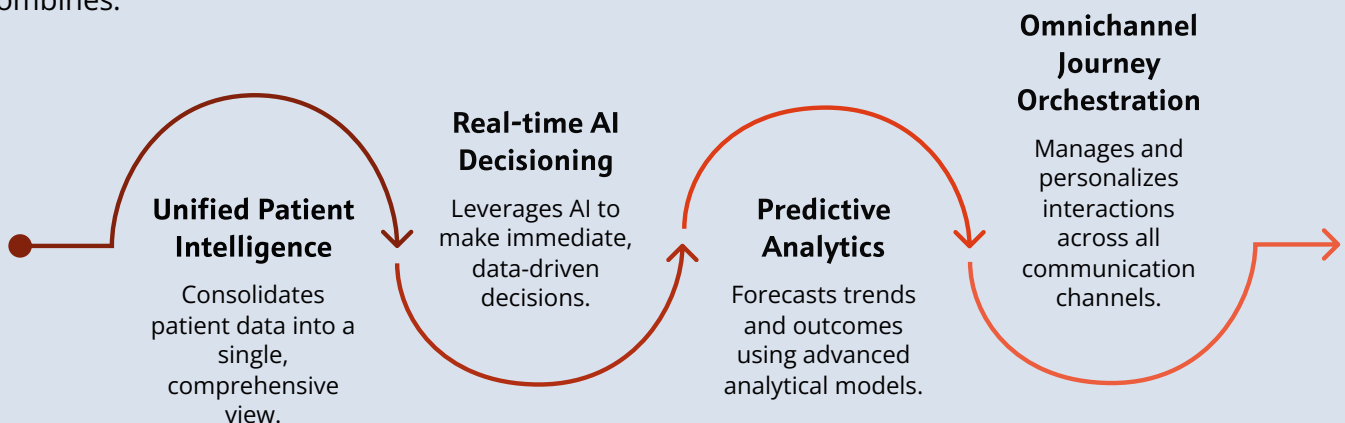 Unified Patient
Intelligence
Consolidates
patient data into a
single,
comprehensive
view.
Real-time AI
Decisioning
Leverages AI to
make immediate,
data-driven
decisions.
Predictive
Analytics
Forecasts trends
and outcomes
using advanced
analytical models.
Omnichannel
Journey
Orchestration
Manages and
personalizes
interactions
across all
communication
channels.